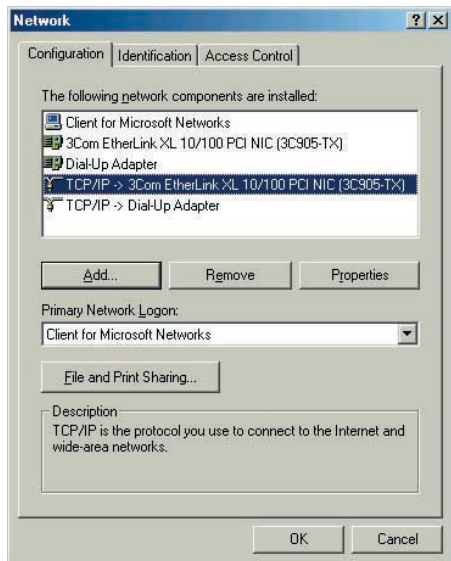 Network
Configuration Identification Access Control
The following network components are installed:
Client for Microsoft Networks
3Com EtherLink XL 10/100 PCI NIC (3C905-TX)
Dial-Up Adapter
TCP/IP -> 3Com EtherLink XL 10/100 PCI NIC (3C905-TX)
TCP/IP -> Dial-Up Adapter
Add... Remove Properties
Primary Network Logon:
Client for Microsoft Networks
File and Print Sharing...
Description
TCP/IP is the protocol you use to connect to the Internet and
wide-area networks.
OK Cancel